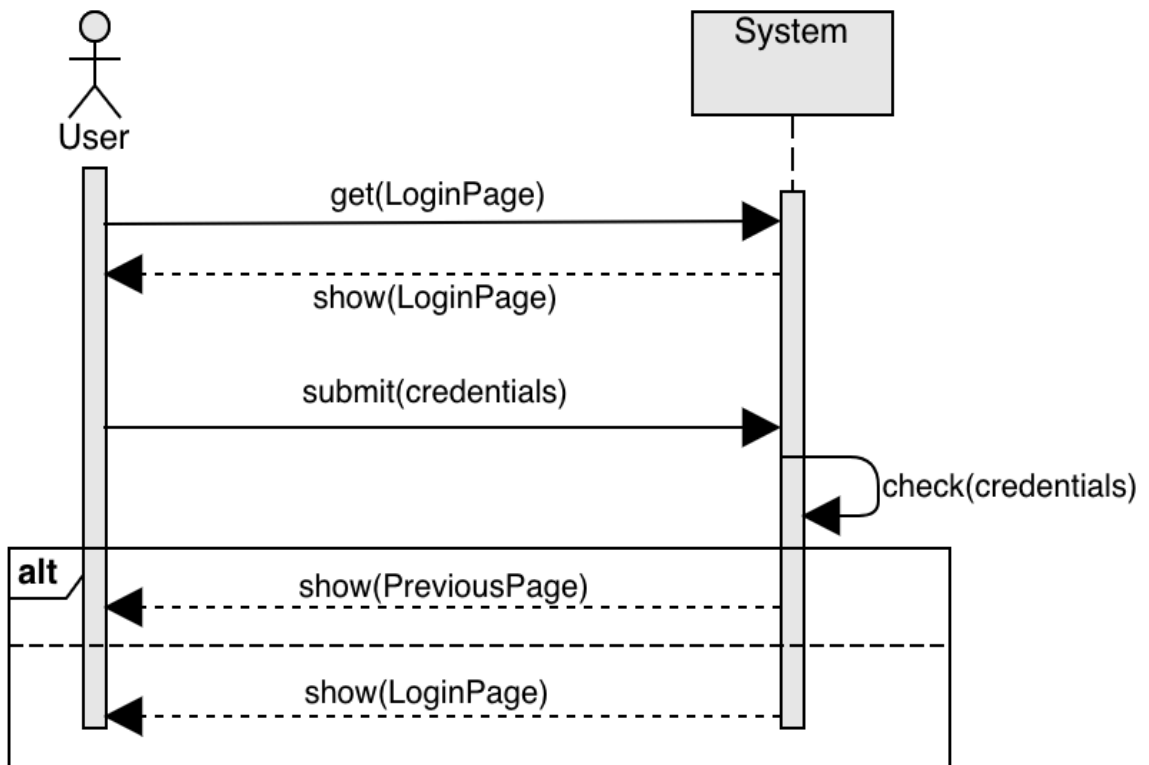 System
User
get(LoginPage)
show(LoginPage)
submit(credentials)
check(credentials)
alt
show(PreviousPage)
show(LoginPage)